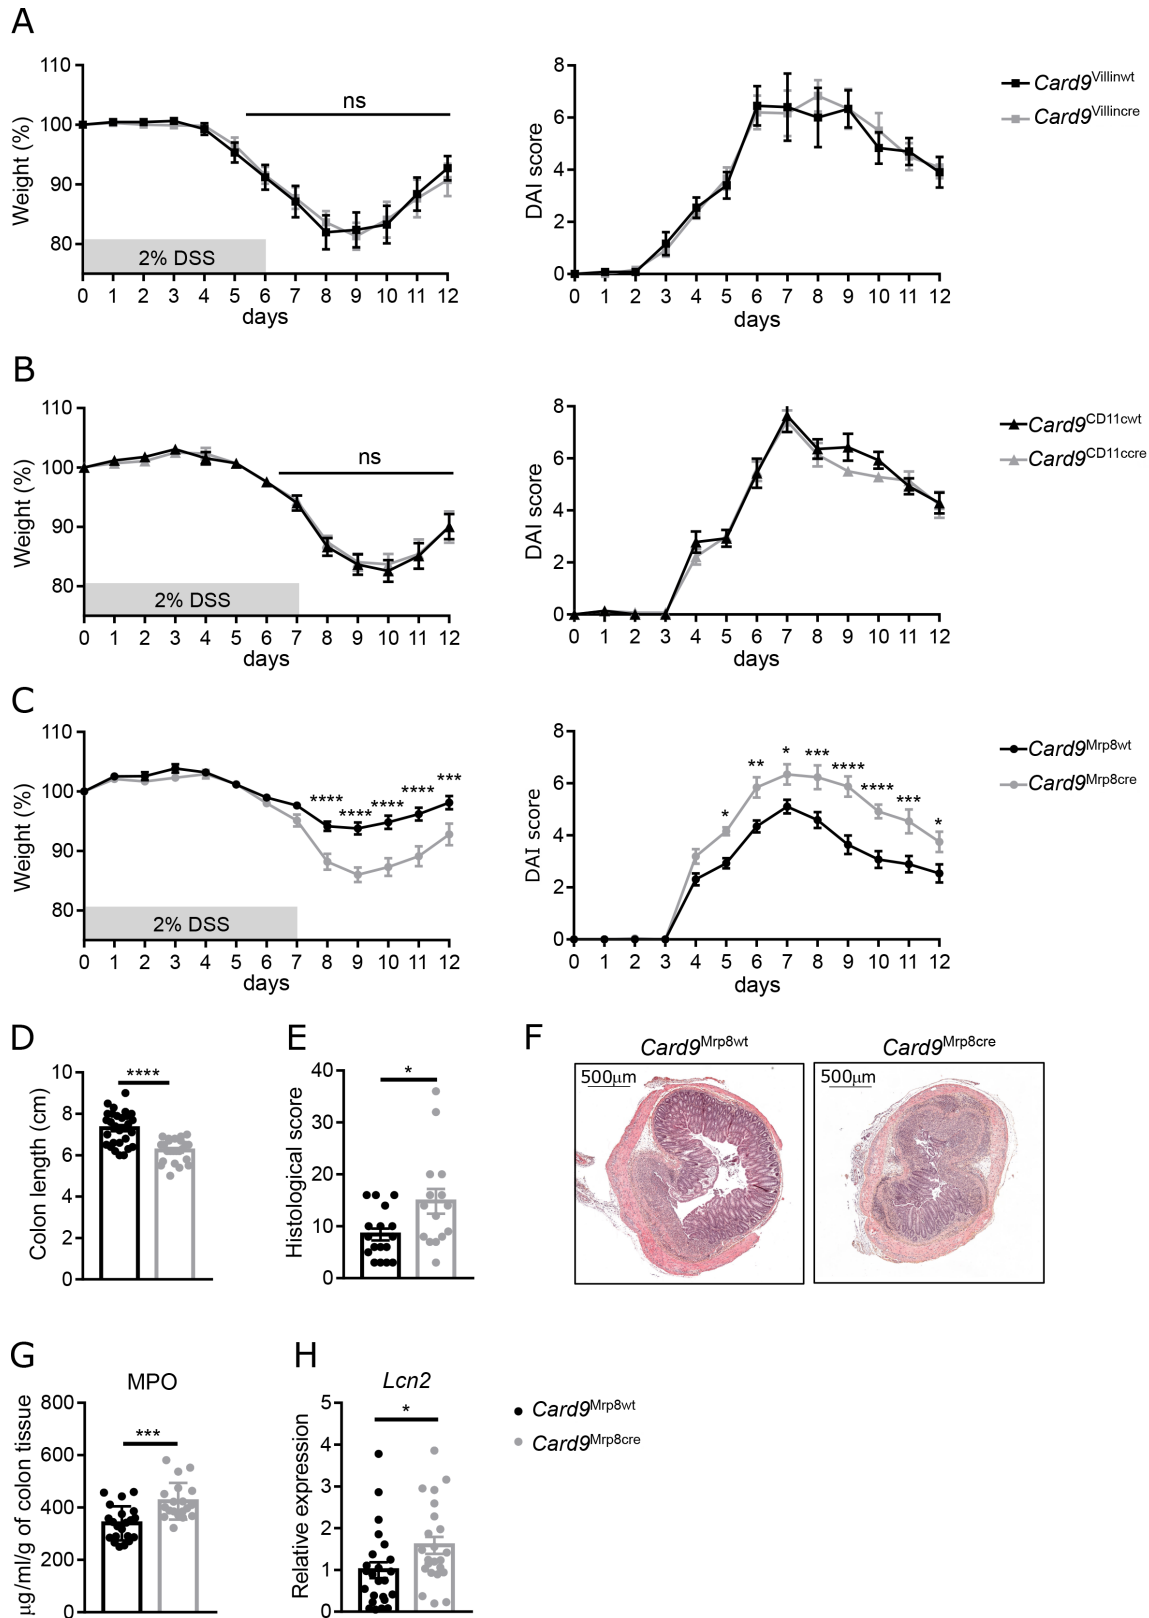 A
110
100
90
80
Weight (%)
ns
2% DSS
0 1 2 3 4 5 6 7 8 9 10 11 12
days
8
6
4
2
0
DAI score
0 1 2 3 4 5 6 7 8 9 10 11 12
days
Card9Villinwt
Card9Villincre
B
110
100
90
80
Weight (%)
ns
2% DSS
0 1 2 3 4 5 6 7 8 9 10 11 12
days
8
6
4
2
0
DAI score
0 1 2 3 4 5 6 7 8 9 10 11 12
days
Card9CD11cwt
Card9CD11ccre
C
110
100
90
80
Weight (%)
**** **** **** **** ***
2% DSS
0 1 2 3 4 5 6 7 8 9 10 11 12
days
8
6
4
2
0
DAI score
* ** * *** **** **** *** *
0 1 2 3 4 5 6 7 8 9 10 11 12
days
Card9Mrp8wt
Card9Mrp8cre
D
10
8
6
4
2
0
Colon length (cm)
****
E
40
30
20
10
0
Histological score
*
F
Card9Mrp8wt
Card9Mrp8cre
500µm
500µm
G
MPO
800
600
400
200
0
µg/ml/g of colon tissue
***
H
Lcn2
5
4
3
2
1
0
Relative expression
*
Card9Mrp8wt
Card9Mrp8cre